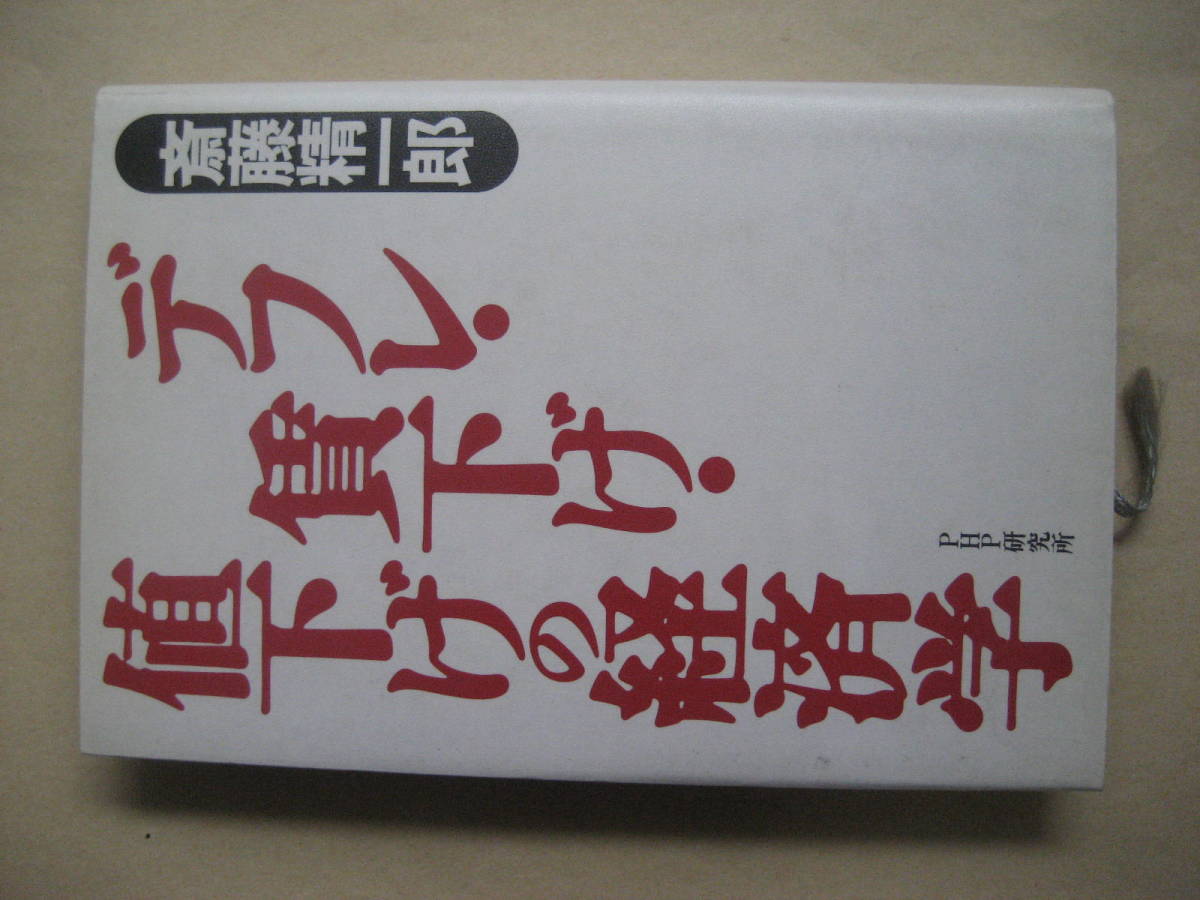 斎藤精一郎
デフレ・
賃下げ・
値下げの経済学
PHP研究所